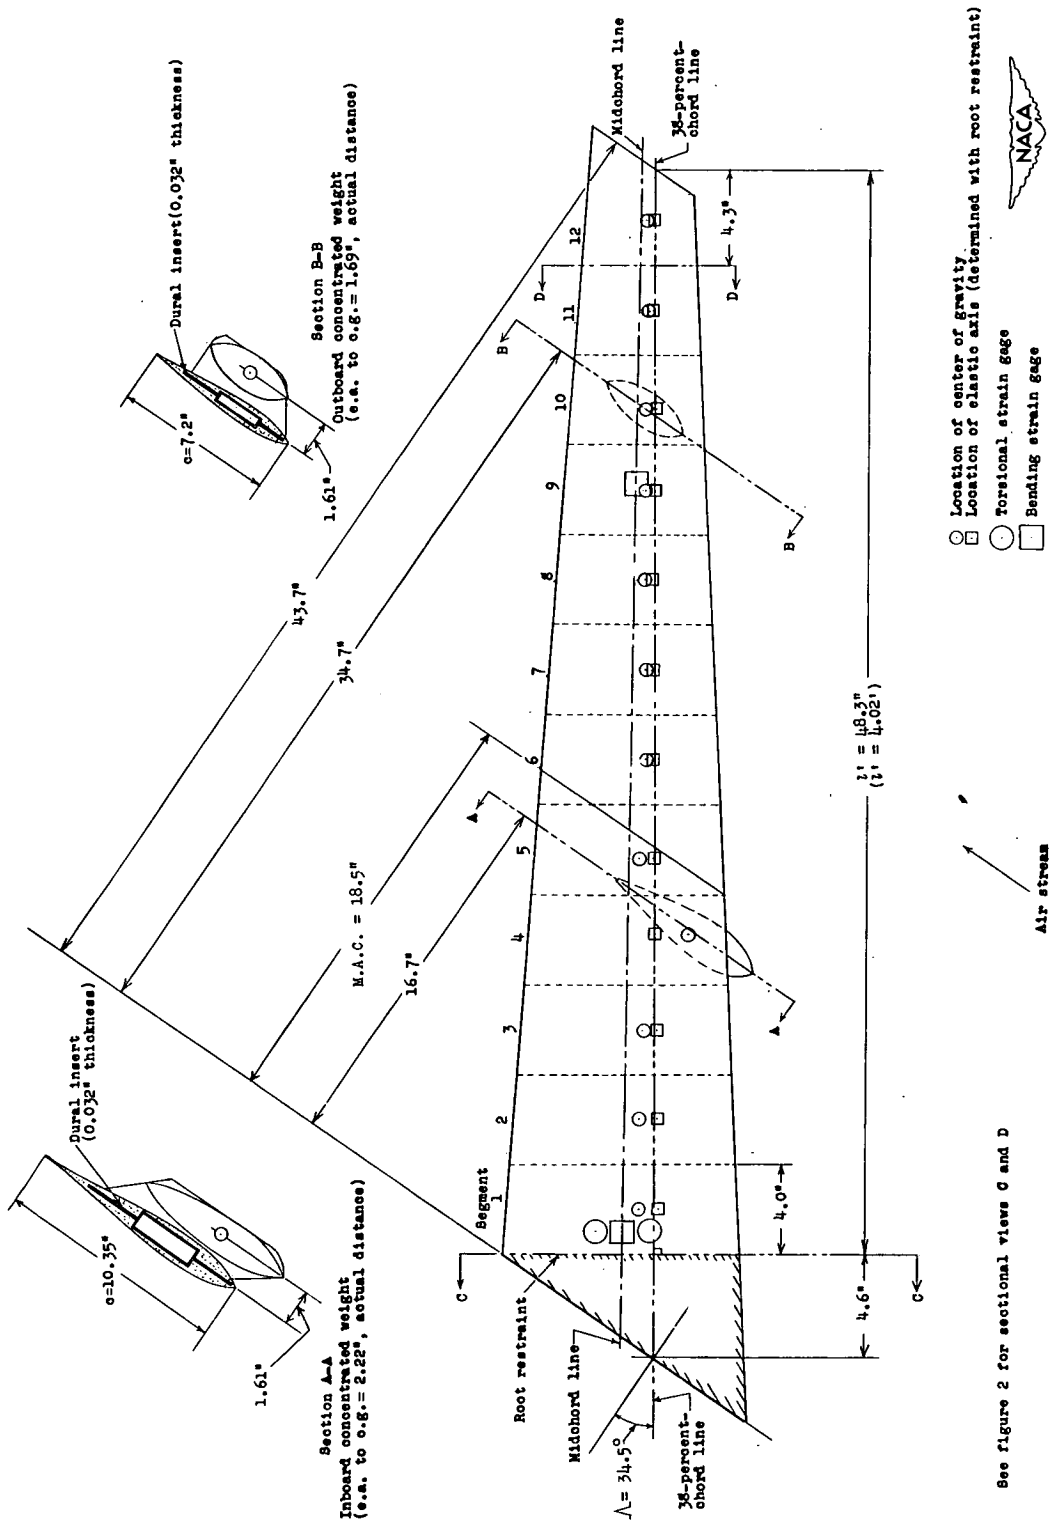 Dural insert
(0.032" thickness)
c=10.35"
1.61"
Section A-A
Inboard concentrated weight
(e.a. to c.g.= 2.22", actual distance)
Dural insert(0.032" thickness)
c=7.2"
1.61"
Section B-B
Outboard concentrated weight
(e.a. to c.g.= 1.69", actual distance)
43.7"
34.7"
M.A.C. = 18.5"
16.7"
Segment
1
2
3
4
5
6
7
8
9
10
11
12
A
A
B
B
C
C
D
D
Midchord line
38-percent-
chord line
4.3"
Root restraint
Midchord line
Λ = 34.5°
38-percent-
chord line
4.0"
4.6"
l' = 48.3"
(l' = 4.02')
Location of center of gravity
Location of elastic axis (determined with root restraint)
Torsional strain gage
Bending strain gage
Air stream
See figure 2 for sectional views C and D
NACA